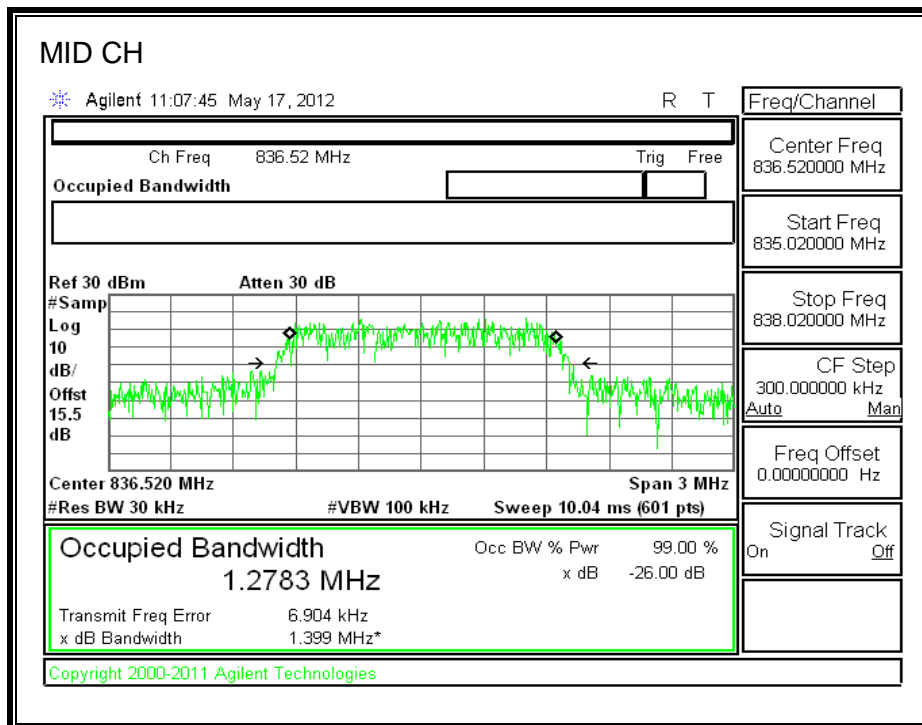 MID CH
Agilent 11:07:45 May 17, 2012 R T
Ch Freq 836.52 MHz Trig Free
Occupied Bandwidth
Ref 30 dBm Atten 30 dB
#Samp
Log
10
dB/
Offst
15.5
dB
Center 836.520 MHz Span 3 MHz
#Res BW 30 kHz #VBW 100 kHz Sweep 10.04 ms (601 pts)
Occupied Bandwidth Occ BW % Pwr 99.00 %
1.2783 MHz x dB -26.00 dB
Transmit Freq Error 6.904 kHz
x dB Bandwidth 1.399 MHz*
Copyright 2000-2011 Agilent Technologies
Freq/Channel
Center Freq
836.520000 MHz
Start Freq
835.020000 MHz
Stop Freq
838.020000 MHz
CF Step
300.000000 kHz
Auto Man
Freq Offset
0.00000000 Hz
Signal Track
On Off